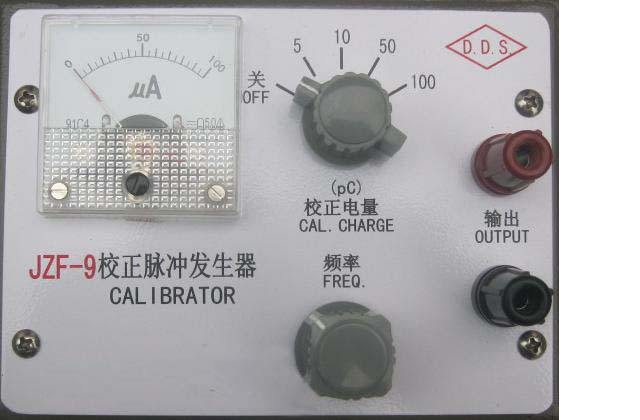 0
50
100
μA
91C4
5
10
50
100
关
OFF
(pC)
校正电量
CAL.CHARGE
D.D.S.
输出
OUTPUT
JZF-9校正脉冲发生器
CALIBRATOR
频率
FREQ.